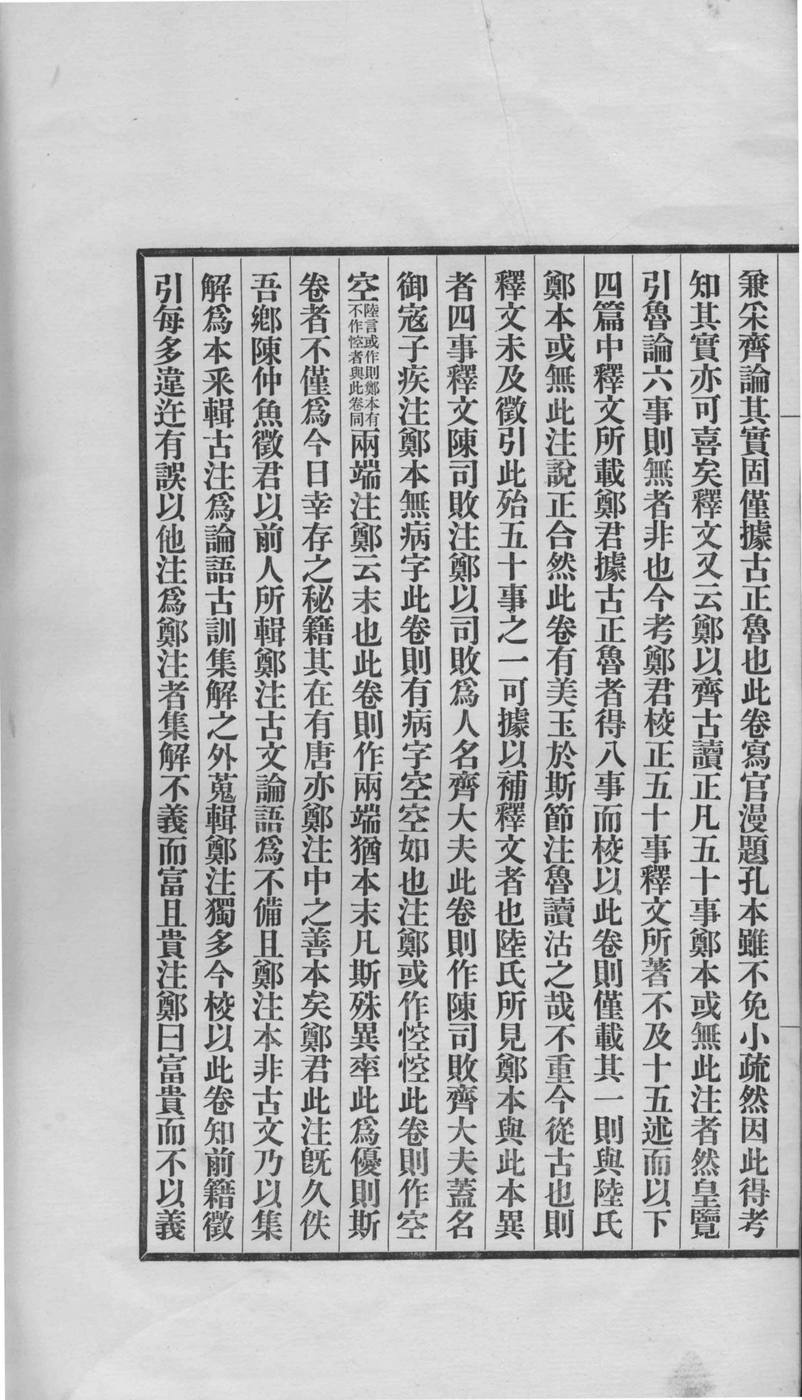 兼采齊論其實固僅據古正魯也此卷寫官漫題孔本雖不免小疏然因此得考
知其實亦可喜矣釋文又云鄭以齊古讀正凡五十事鄭本或無此注者然皇覽
引魯論六事則無者非也今考鄭君校正五十事釋文所著不及十五述而以下
四篇中釋文所載鄭君據古正魯者得八事而校以此卷則僅載其一則與陸氏
鄭本或無此注說正合然此卷有美玉於斯節注魯讀沽之哉不重今從古也則
釋文未及徵引此殆五十事之一可據以補釋文者也陸氏所見鄭本與此本異
者四事釋文陳司敗注鄭以司敗爲人名齊大夫此卷則作陳司敗齊大夫蓋名
御寇子疾注鄭本無病字此卷則有病字空空如也注鄭或作悾悾此卷則作空
空陸言或作則鄭本有不作悾者與此卷同兩端注鄭云末也此卷則作兩端猶本末凡斯殊異率此爲優則斯
卷者不僅爲今日幸存之秘籍其在有唐亦鄭注中之善本矣鄭君此注旣久佚
吾鄉陳仲魚徵君以前人所輯鄭注古文論語爲不備且鄭注本非古文乃以集
解爲本釆輯古注爲論語古訓集解之外蒐輯鄭注獨多今校以此卷知前籍徵
引每多違迕有誤以他注爲鄭注者集解不義而富且貴注鄭曰富貴而不以義